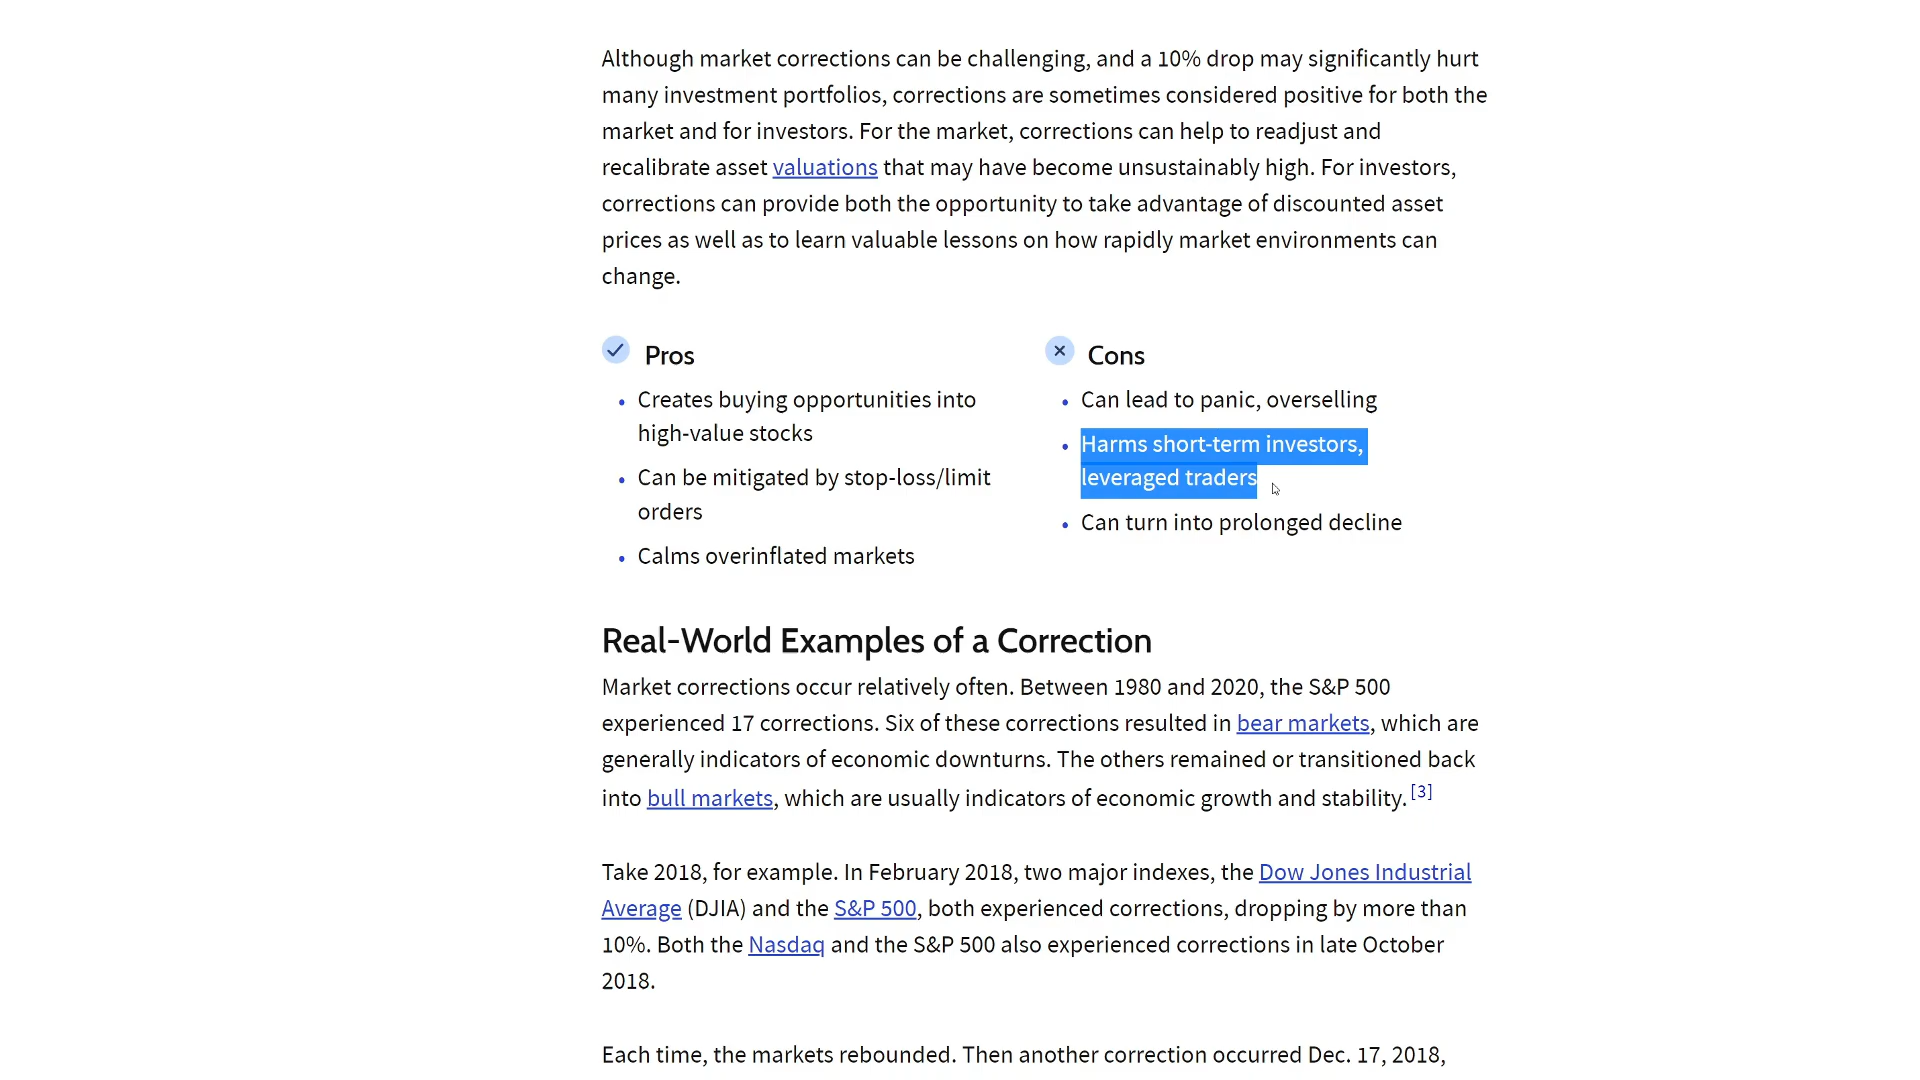 Although market corrections can be challenging, and a 10% drop may significantly hurt
many investment portfolios, corrections are sometimes considered positive for both the
market and for investors. For the market, corrections can help to readjust and
recalibrate asset valuations that may have become unsustainably high. For investors,
corrections can provide both the opportunity to take advantage of discounted asset
prices as well as to learn valuable lessons on how rapidly market environments can
change.
Pros
Creates buying opportunities into
high-value stocks
Can be mitigated by stop-loss/limit
orders
Calms overinflated markets
Cons
Can lead to panic, overselling
Harms short-term investors,
leveraged traders
Can turn into prolonged decline
Real-World Examples of a Correction
Market corrections occur relatively often. Between 1980 and 2020, the S&P 500
experienced 17 corrections. Six of these corrections resulted in bear markets, which are
generally indicators of economic downturns. The others remained or transitioned back
into bull markets, which are usually indicators of economic growth and stability. [3]
Take 2018, for example. In February 2018, two major indexes, the Dow Jones Industrial
Average (DJIA) and the S&P 500, both experienced corrections, dropping by more than
10%. Both the Nasdaq and the S&P 500 also experienced corrections in late October
2018.
Each time, the markets rebounded. Then another correction occurred Dec. 17, 2018,